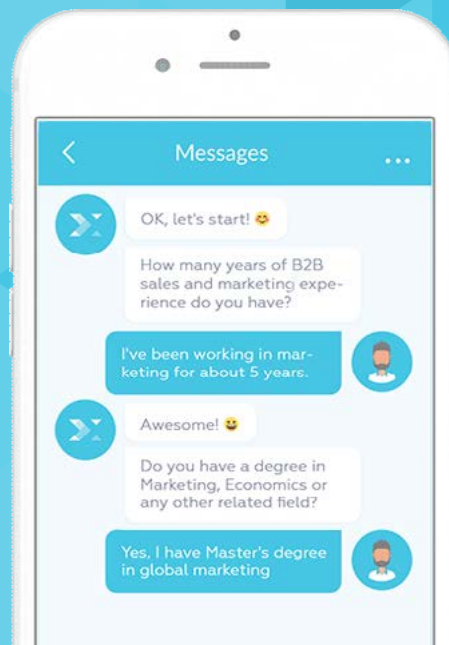 Messages
OK, let's start! 😊
How many years of B2B
sales and marketing expe-
rience do you have?
I've been working in mar-
keting for about 5 years.
Awesome! 😀
Do you have a degree in
Marketing, Economics or
any other related field?
Yes, I have Master's degree
in global marketing